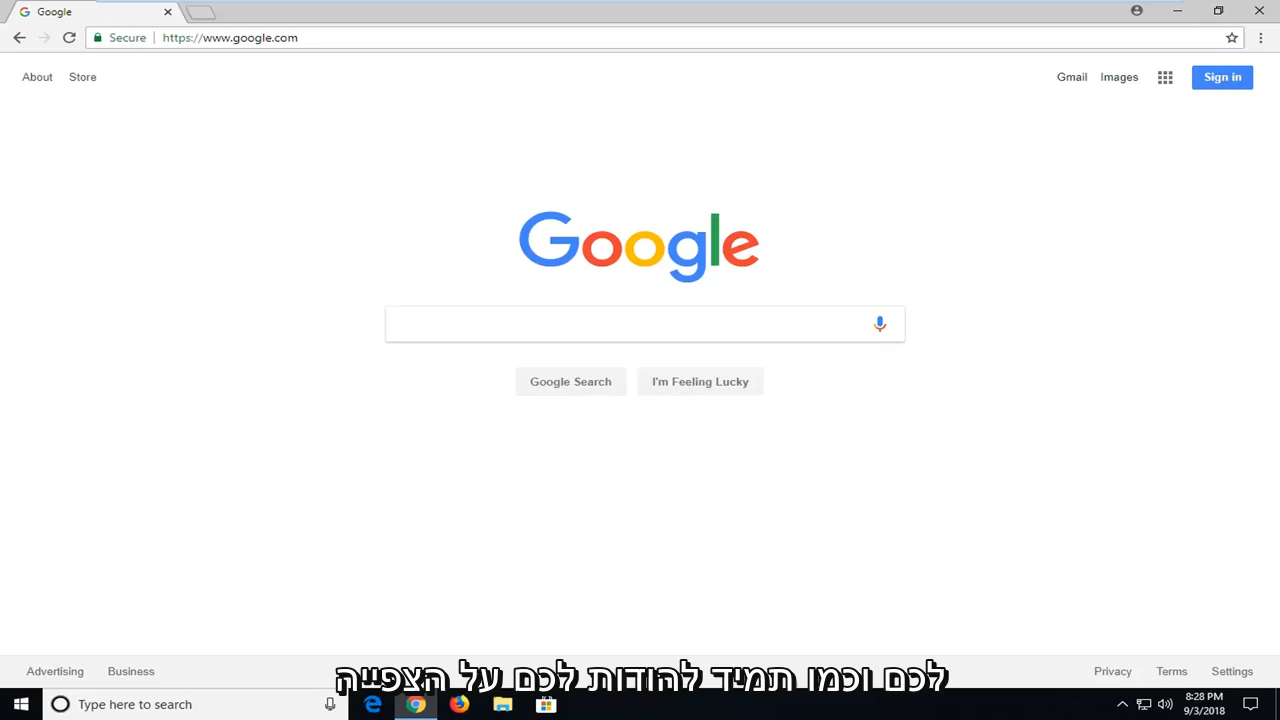 Google
Secure
https://www.google.com
About
Store
Gmail
Images
Sign in
Google
Google Search
I'm Feeling Lucky
Advertising
Business
Privacy
Terms
Settings
לכם וכמו תמיד להודות לכם על הצפייה
Type here to search
8:28 PM
9/3/2018